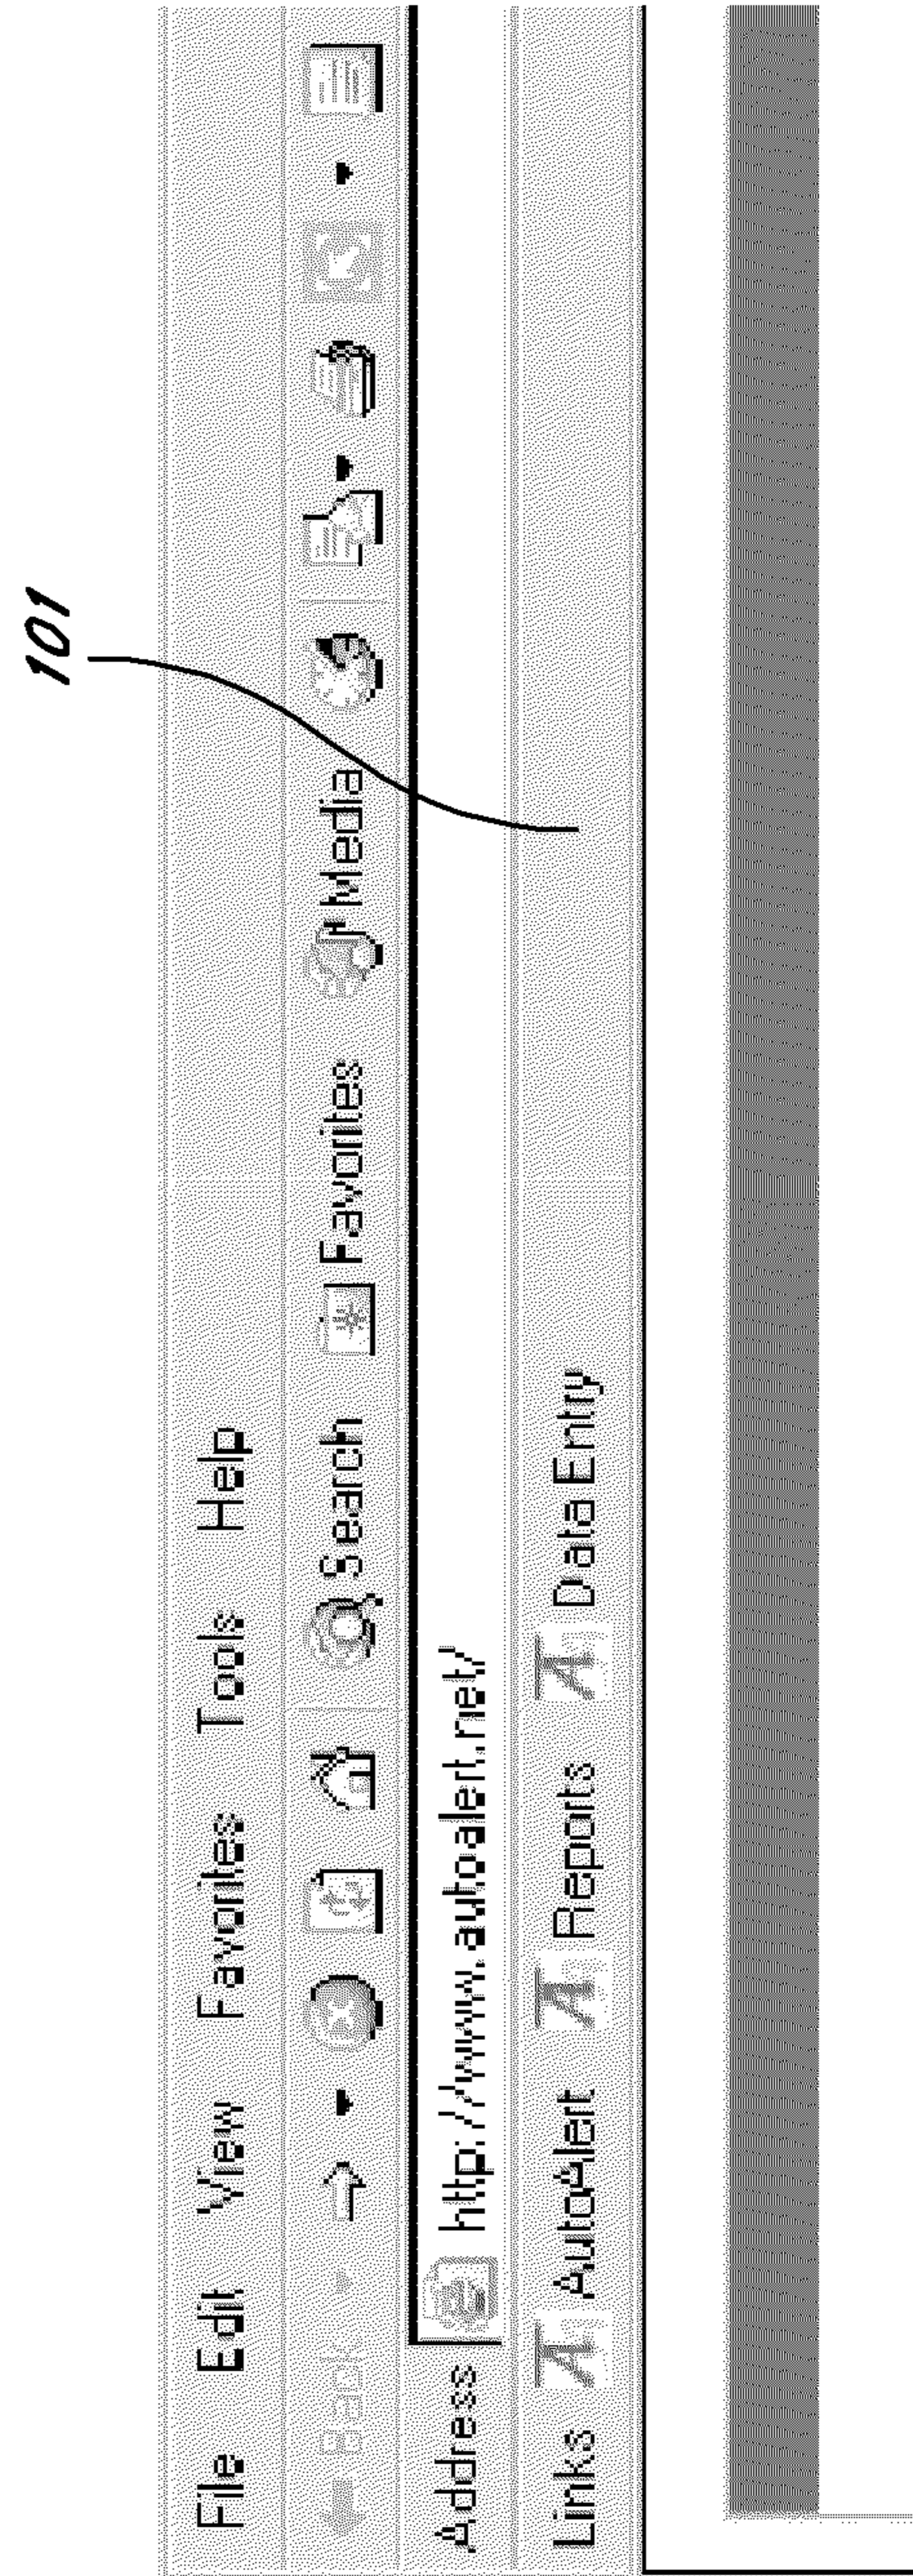 101
File Edit View Favorites Tools Help
Back Search Favorites Media
Address http://www.autoalert.net/
Links AutoAlert Reports Data Entry